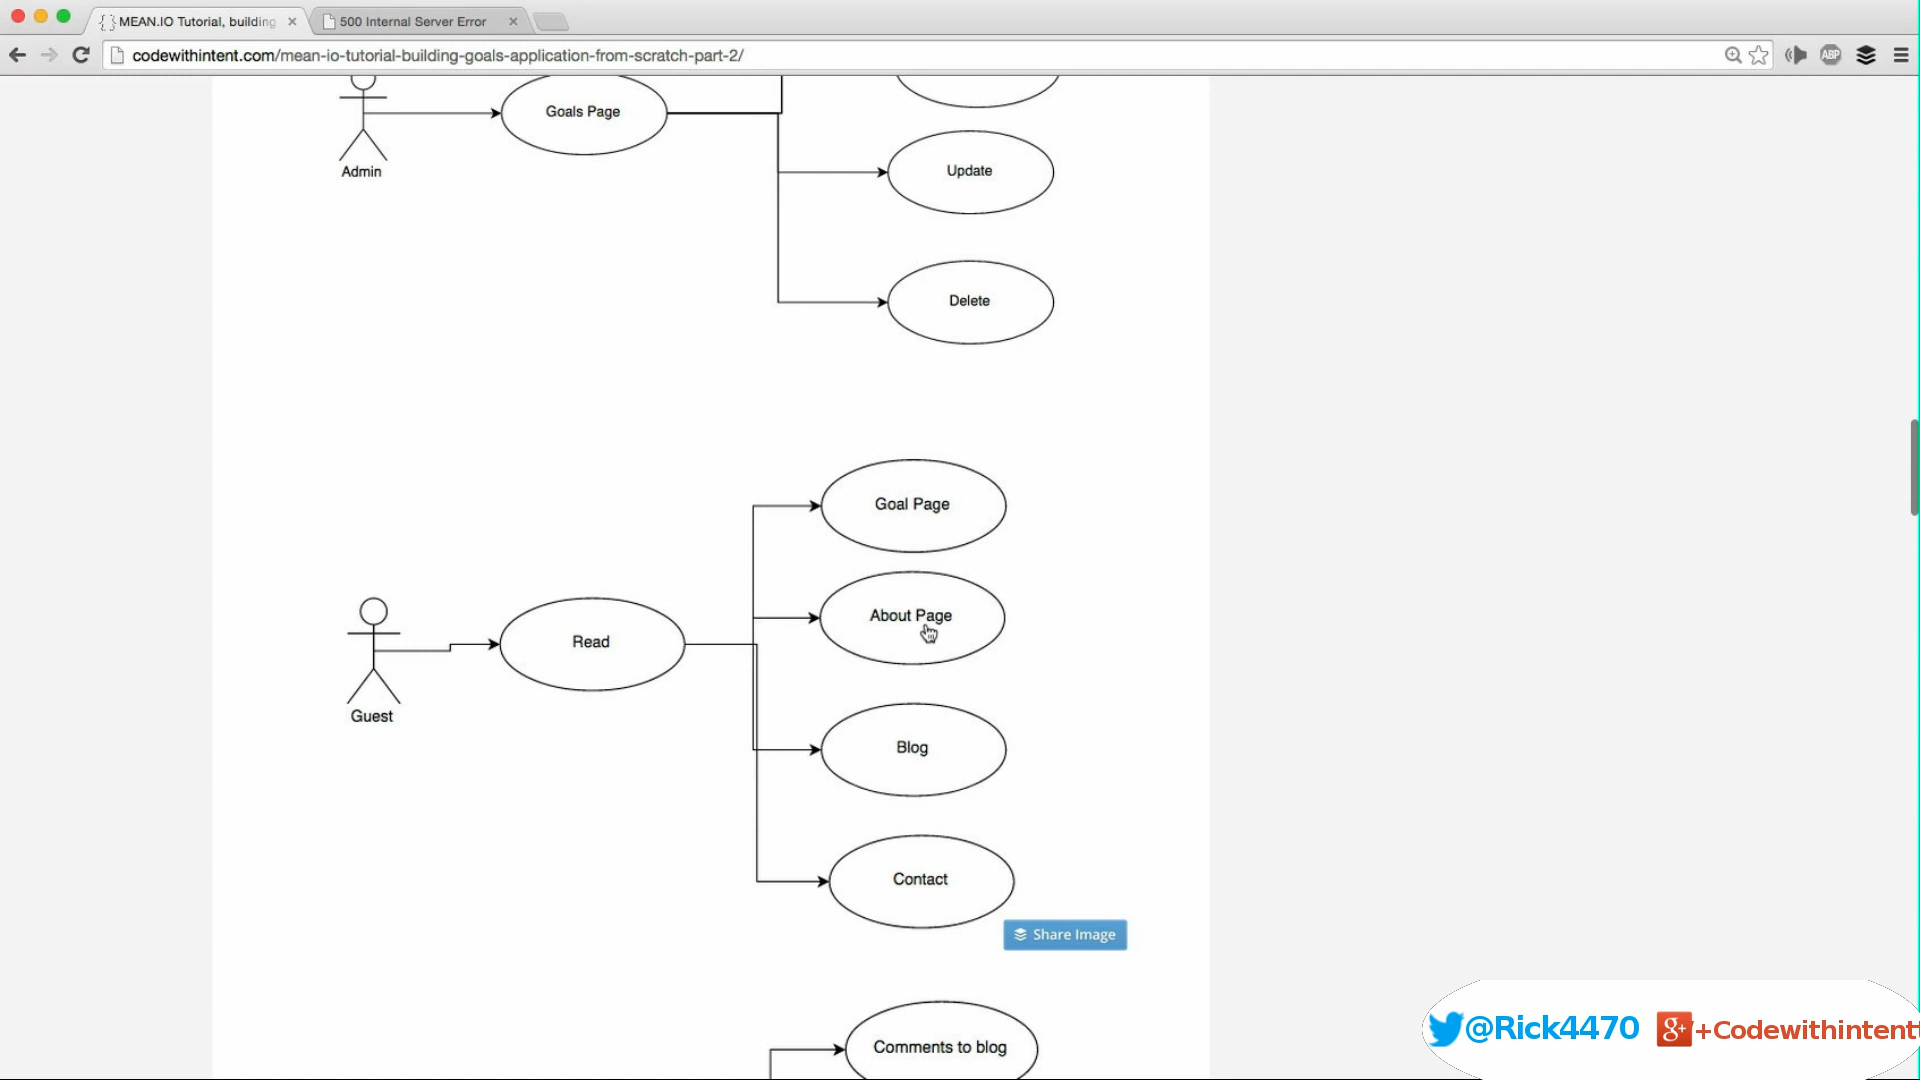 { } MEAN.IO Tutorial, building
500 Internal Server Error
codewithintent.com/mean-io-tutorial-building-goals-application-from-scratch-part-2/
ABP
Goals Page
Admin
Update
Delete
Goal Page
About Page
Read
Guest
Blog
Contact
Share Image
Comments to blog
@Rick4470 g+ +Codewithintentt